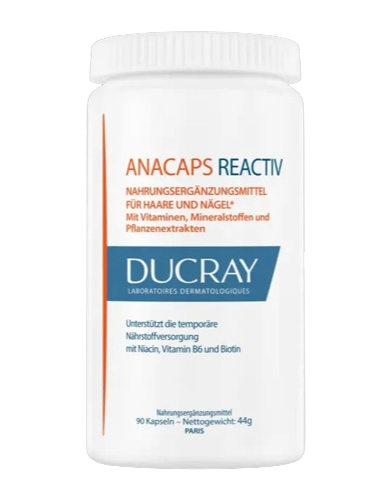 ANACAPS REACTIV
NAHRUNGSERGÄNZUNGSMITTEL
FÜR HAARE UND NÄGEL*
Mit Vitaminen, Mineralstoffen und
Pflanzenextrakten
DUCRAY
LABORATOIRES DERMATOLOGIQUES
Unterstützt die temporäre
Nährstoffversorgung
mit Niacin, Vitamin B6 und Biotin
Nahrungsergänzungsmittel
90 Kapseln – Nettogewicht: 44g
PARIS